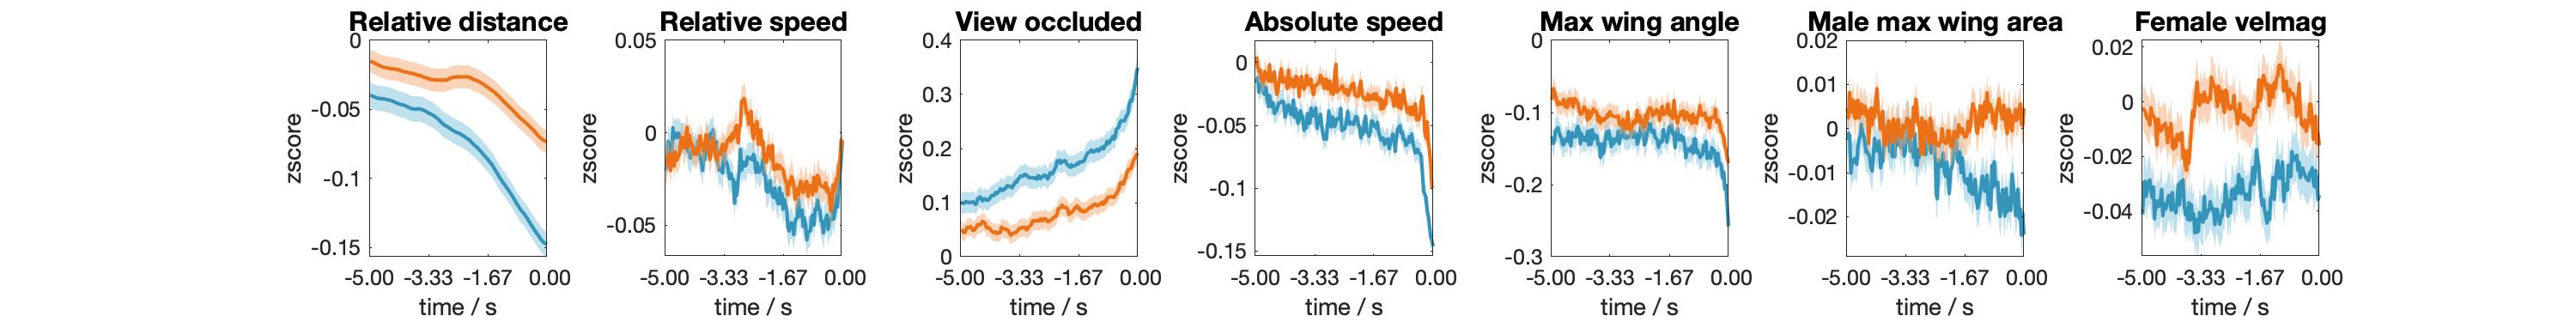 Relative distance
0
-0.05
-0.1
-0.15
zscore
-5.00 -3.33 -1.67 0.00
time / s
Relative speed
0.05
0
-0.05
zscore
-5.00 -3.33 -1.67 0.00
time / s
View occluded
0.4
0.3
0.2
0.1
0
zscore
-5.00 -3.33 -1.67 0.00
time / s
Absolute speed
0
-0.05
-0.1
-0.15
zscore
-5.00 -3.33 -1.67 0.00
time / s
Max wing angle
0
-0.1
-0.2
-0.3
zscore
-5.00 -3.33 -1.67 0.00
time / s
Male max wing area
0.02
0.01
0
-0.01
-0.02
zscore
-5.00 -3.33 -1.67 0.00
time / s
Female velmag
0.02
0
-0.02
-0.04
zscore
-5.00 -3.33 -1.67 0.00
time / s